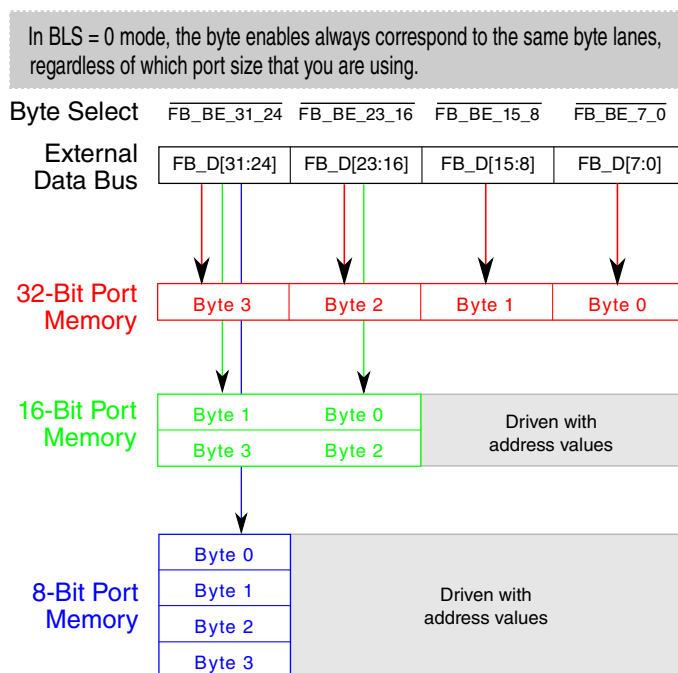 In BLS = 0 mode, the byte enables always correspond to the same byte lanes,
regardless of which port size that you are using.
Byte Select FB_BE_31_24 FB_BE_23_16 FB_BE_15_8 FB_BE_7_0
External
Data Bus
FB_D[31:24] FB_D[23:16] FB_D[15:8] FB_D[7:0]
32-Bit Port
Memory
Byte 3 Byte 2 Byte 1 Byte 0
16-Bit Port
Memory
Byte 1 Byte 0
Byte 3 Byte 2
Driven with
address values
8-Bit Port
Memory
Byte 0
Byte 1
Byte 2
Byte 3
Driven with
address values